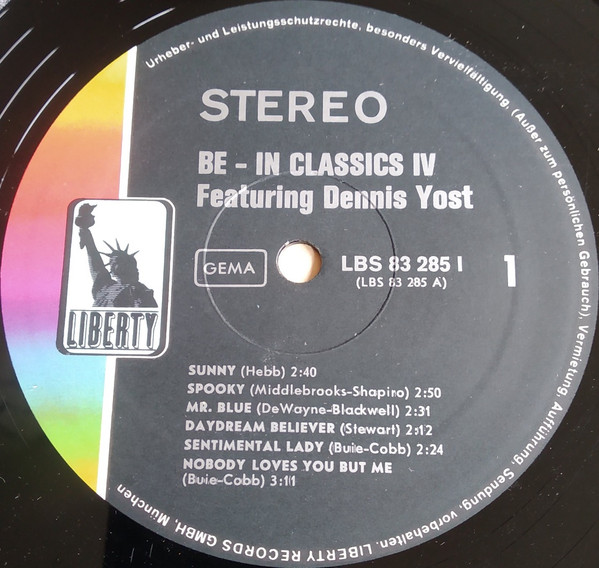 Urheber- und Leistungsschutzrechte, besonders Vervielfältigung, (Außer zum persönlichen Gebrauch), Vermietung, Aufführung, Sendung, vorbehalten. LIBERTY RECORDS GMBH, München
STEREO
BE - IN CLASSICS IV
Featuring Dennis Yost
LIBERTY
GEMA
LBS 83 285 I
(LBS 83 285 A)
1
SUNNY (Hebb) 2:40
SPOOKY (Middlebrooks-Shapiro) 2:50
MR. BLUE (DeWayne-Blackwell) 2:31
DAYDREAM BELIEVER (Stewart) 2:12
SENTIMENTAL LADY (Buie-Cobb) 2:24
NOBODY LOVES YOU BUT ME
(Buie-Cobb) 3:11